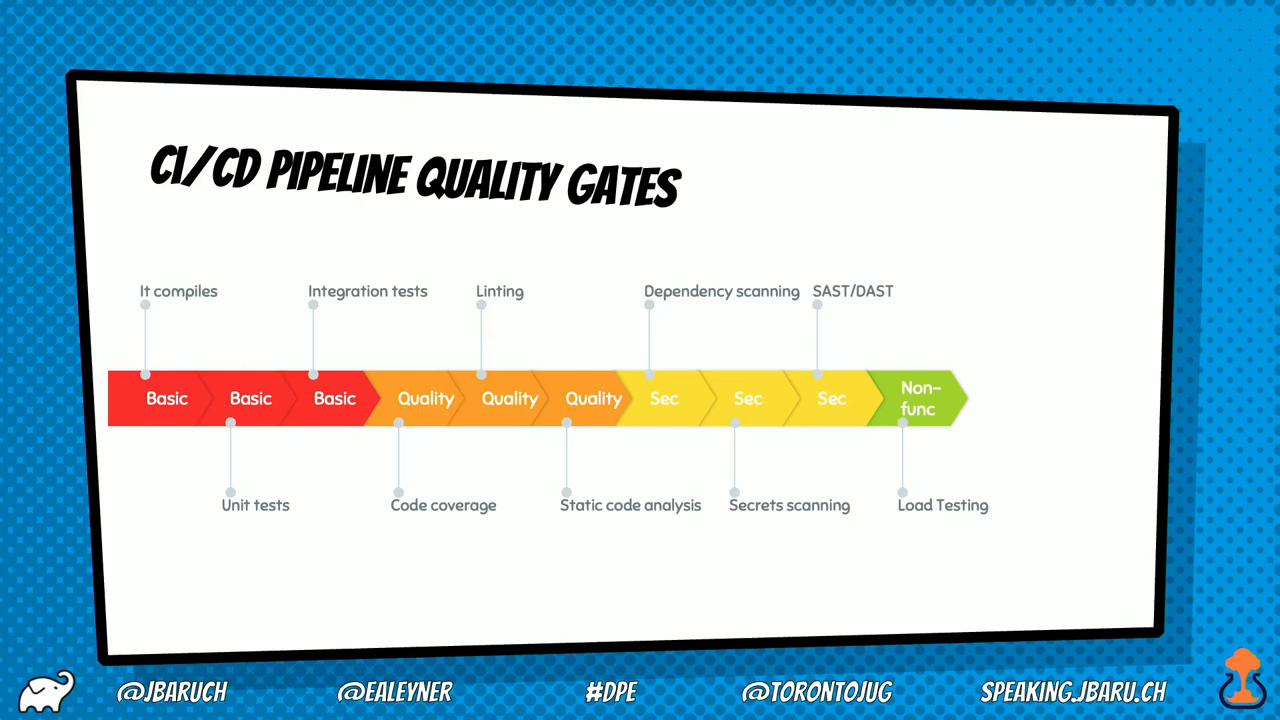 CI/CD PIPELINE QUALITY GATES
It compiles
Integration tests
Linting
Dependency scanning
SAST/DAST
Basic
Basic
Basic
Quality
Quality
Quality
Sec
Sec
Sec
Non-
func
Unit tests
Code coverage
Static code analysis
Secrets scanning
Load Testing
@JBARUCH
@EALEYNER
#DPE
@TORONTOJUG
SPEAKING.JBARU.CH